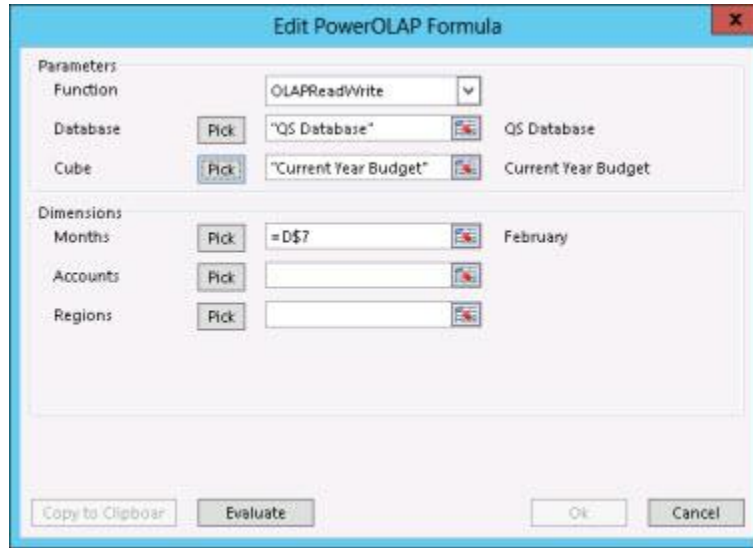 Edit PowerOLAP Formula
x
Parameters
Function OLAPReadWrite
Database Pick "QS Database" QS Database
Cube Pick "Current Year Budget" Current Year Budget
Dimensions
Months Pick =D$7 February
Accounts Pick
Regions Pick
Copy to Clipboar Evaluate Ok Cancel